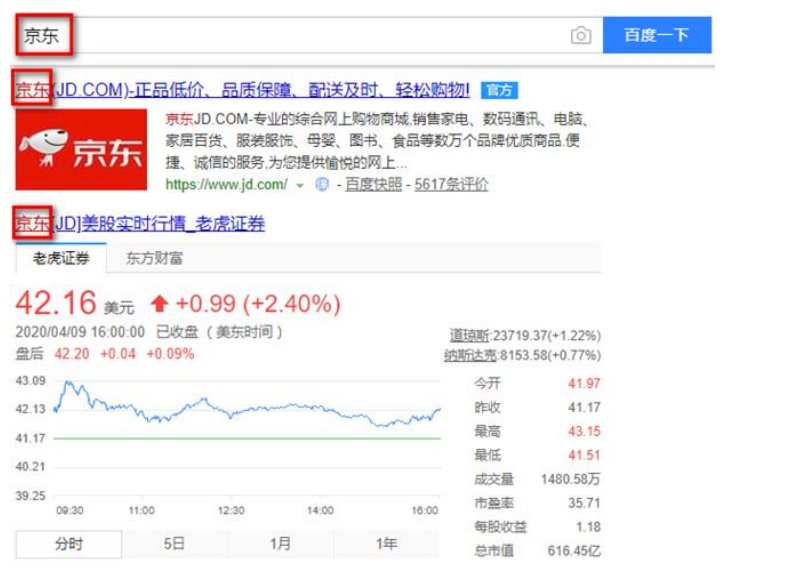 京东
百度一下
京东(JD.COM)-正品低价、品质保障、配送及时、轻松购物! 官方
京东
京东JD.COM-专业的综合网上购物商城,销售家电、数码通讯、电脑、
家居百货、服装服饰、母婴、图书、食品等数万个品牌优质商品.便
捷、诚信的服务,为您提供愉悦的网上...
https://www.jd.com/ - 百度快照 - 5617条评价
京东[JD]美股实时行情_老虎证券
老虎证券 东方财富
42.16 美元 +0.99 (+2.40%)
2020/04/09 16:00:00 已收盘 ( 美东时间 )
道琼斯:23719.37(+1.22%)
盘后 42.20 +0.04 +0.09%
纳斯达克:8153.58(+0.77%)
43.09
42.13
41.17
40.21
39.25
09:30 11:00 12:30 14:00 16:00
今开 41.97
昨收 41.17
最高 43.15
最低 41.51
成交量 1480.58万
市盈率 35.71
每股收益 1.18
总市值 616.45亿
分时 5日 1月 1年